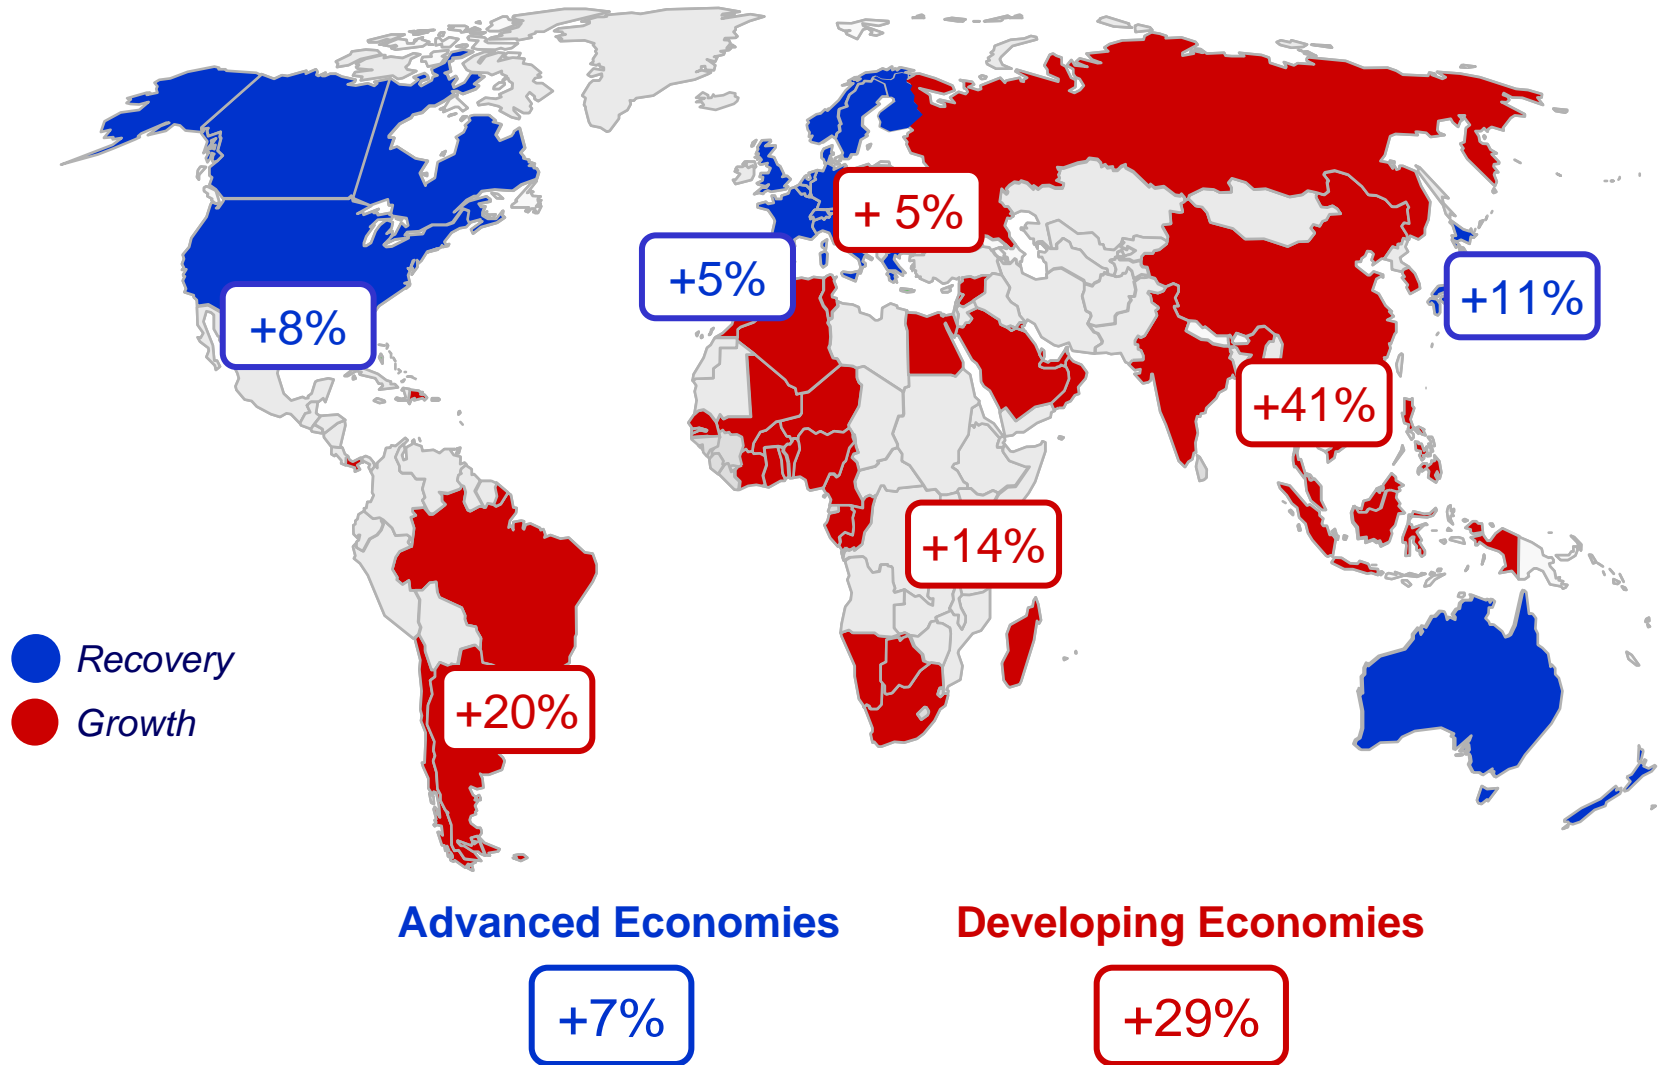 + 5%
+5%
+11%
+8%
+41%
+14%
Recovery
+20%
Growth
Advanced Economies
Developing Economies
+7%
+29%